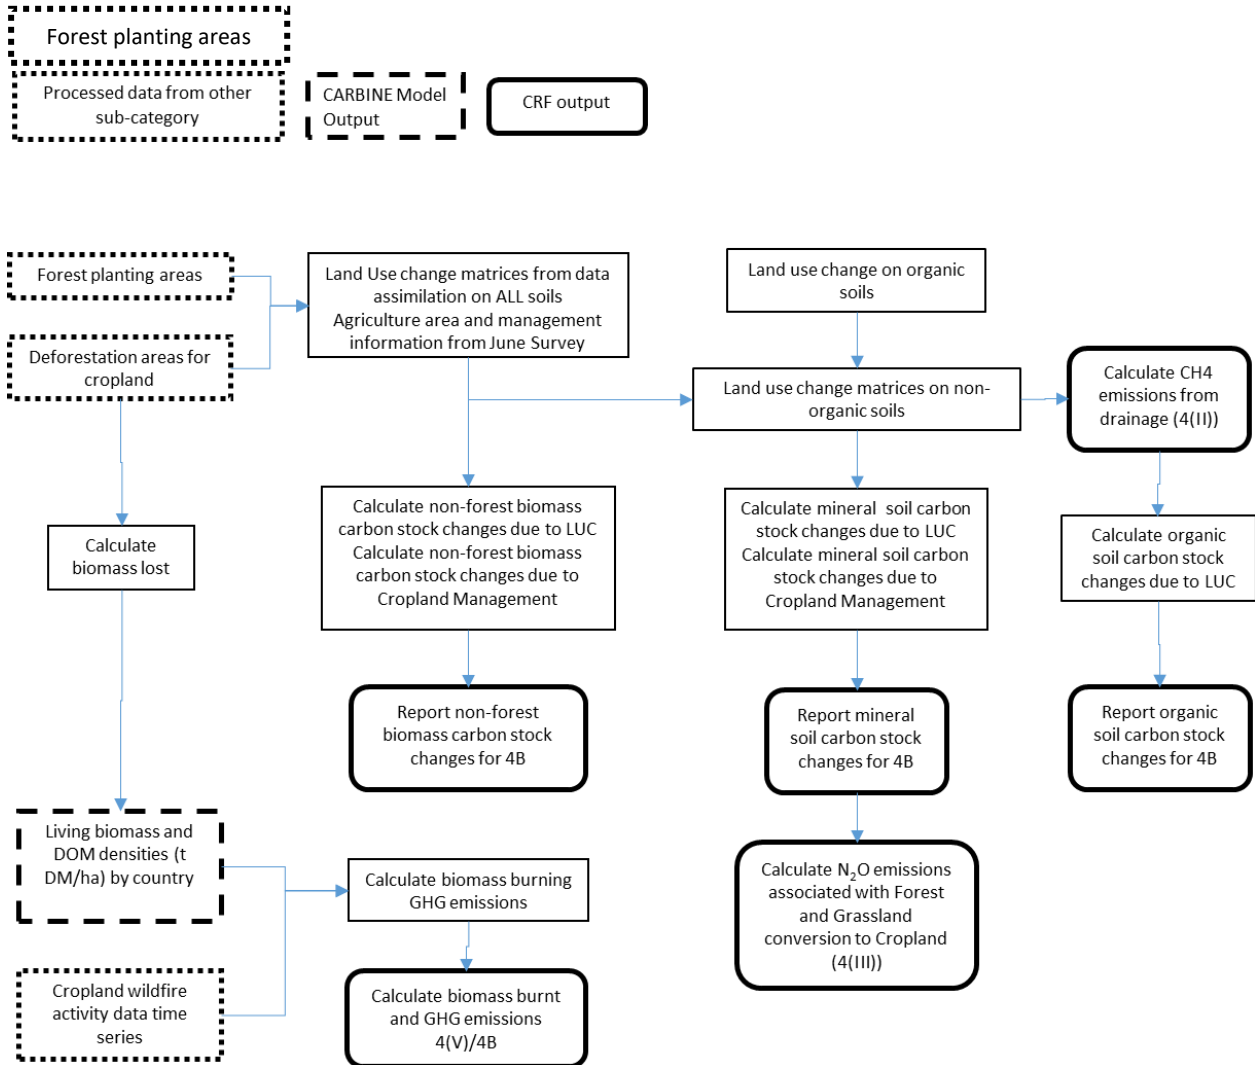 Forest planting areas
Processed data from other
sub-category
CARBINE Model
Output
CRF output
Forest planting areas
Land Use change matrices from data
assimilation on ALL soils
Agriculture area and management
information from June Survey
Land use change on organic
soils
Deforestation areas for
cropland
Land use change matrices on non-
organic soils
Calculate CH4
emissions from
drainage (4(II))
Calculate
biomass lost
Calculate non-forest biomass
carbon stock changes due to LUC
Calculate non-forest biomass
carbon stock changes due to
Cropland Management
Calculate mineral  soil carbon
stock changes due to LUC
Calculate mineral soil carbon
stock changes due to
Cropland Management
Calculate organic
soil carbon stock
changes due to LUC
Report non-forest
biomass carbon stock
changes for 4B
Report mineral
soil carbon stock
changes for 4B
Report organic
soil carbon stock
changes for 4B
Living biomass and
DOM densities (t
DM/ha) by country
Calculate biomass burning
GHG emissions
Calculate N₂O emissions
associated with Forest
and Grassland
conversion to Cropland
(4(III))
Cropland wildfire
activity data time
series
Calculate biomass burnt
and GHG emissions
4(V)/4B